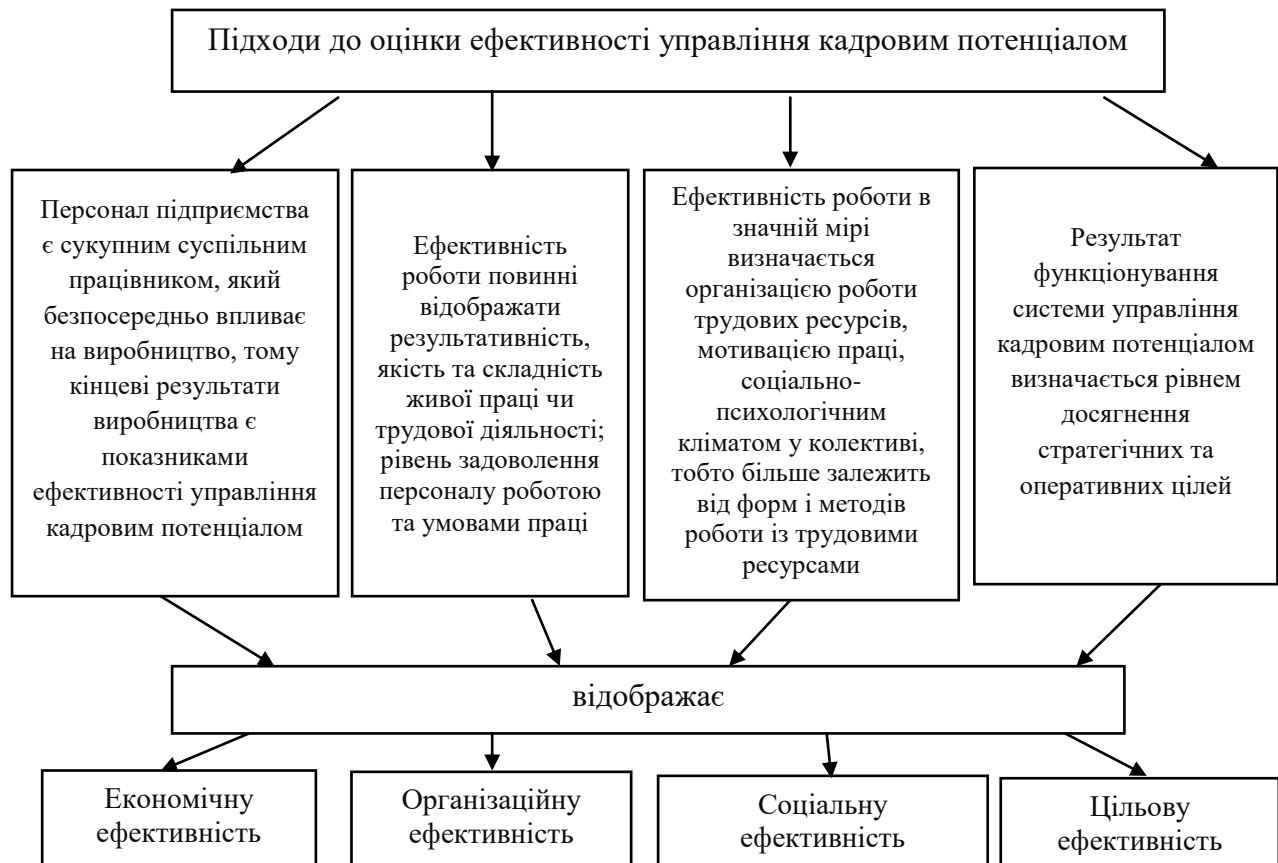 Підходи до оцінки ефективності управління кадровим потенціалом
Персонал підприємства
є сукупним суспільним
працівником, який
безпосередньо впливає
на виробництво, тому
кінцеві результати
виробництва є
показниками
ефективності управління
кадровим потенціалом
Ефективність
роботи повинні
відображати
результативність,
якість та складність
живої праці чи
трудової діяльності;
рівень задоволення
персоналу роботою
та умовами праці
Ефективність роботи в
значній мірі
визначається
організацією роботи
трудових ресурсів,
мотивацією праці,
соціально-
психологічним
кліматом у колективі,
тобто більше залежить
від форм і методів
роботи із трудовими
ресурсами
Результат
функціонування
системи управління
кадровим потенціалом
визначається рівнем
досягнення
стратегічних та
оперативних цілей
відображає
Економічну
ефективність
Організаційну
ефективність
Соціальну
ефективність
Цільову
ефективність